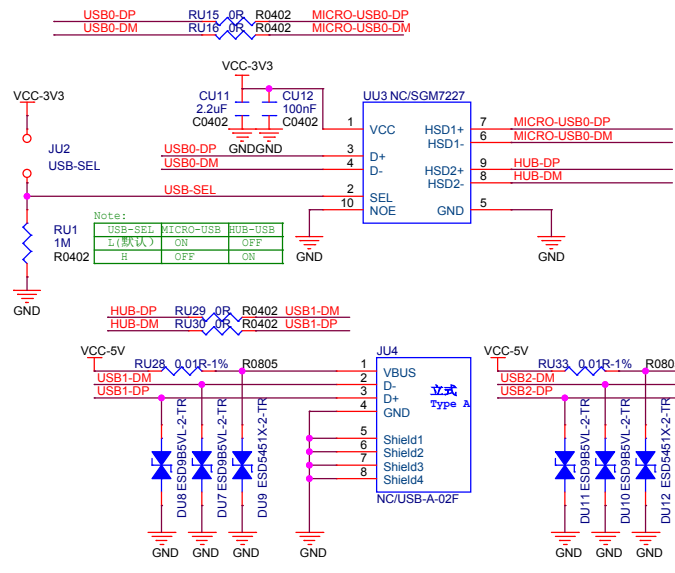 USB0-DP RU15 0R R0402 MICRO-USB0-DP
USB0-DM RU16 0R R0402 MICRO-USB0-DM
VCC-3V3
VCC-3V3
JU2
USB-SEL
CU11
2.2uF
C0402
CU12
100nF
C0402
GND
GND
UU3 NC/SGM7227
1 VCC
3 D+
4 D-
2 SEL
10 NOE
HSD1+ 7 MICRO-USB0-DP
HSD1- 6 MICRO-USB0-DM
HSD2+ 9 HUB-DP
HSD2- 8 HUB-DM
GND 5
USB0-DP
USB0-DM
USB-SEL
RU1
1M
R0402
GND
Note:
USB-SEL MICRO-USB HUB-USB
L(默认) ON OFF
H OFF ON
GND
GND
HUB-DP RU29 0R R0402 USB1-DM
HUB-DM RU30 0R R0402 USB1-DP
VCC-5V
RU28 0.01R-1% R0805
USB1-DM
USB1-DP
JU4
1 VBUS
2 D-
3 D+
4 GND
5 Shield1
6 Shield2
7 Shield3
8 Shield4
立式
Type A
NC/USB-A-02F
DU8 ESD9B5VL-2-TR
DU7 ESD9B5VL-2-TR
DU9 ESD5451X-2-TR
GND
GND
GND
GND
VCC-5V
RU33 0.01R-1% R080
USB2-DM
USB2-DP
DU11 ESD9B5VL-2-TR
DU10 ESD9B5VL-2-TR
DU12 ESD5451X-2-TR
GND
GND
GND